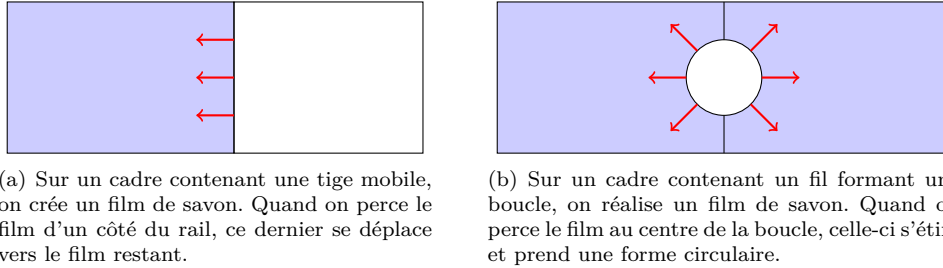 (a) Sur un cadre contenant une tige mobile,
on crée un film de savon. Quand on perce le
film d'un côté du rail, ce dernier se déplace
vers le film restant.
(b) Sur un cadre contenant un fil formant un
boucle, on réalise un film de savon. Quand o
perce le film au centre de la boucle, celle-ci s'étir
et prend une forme circulaire.